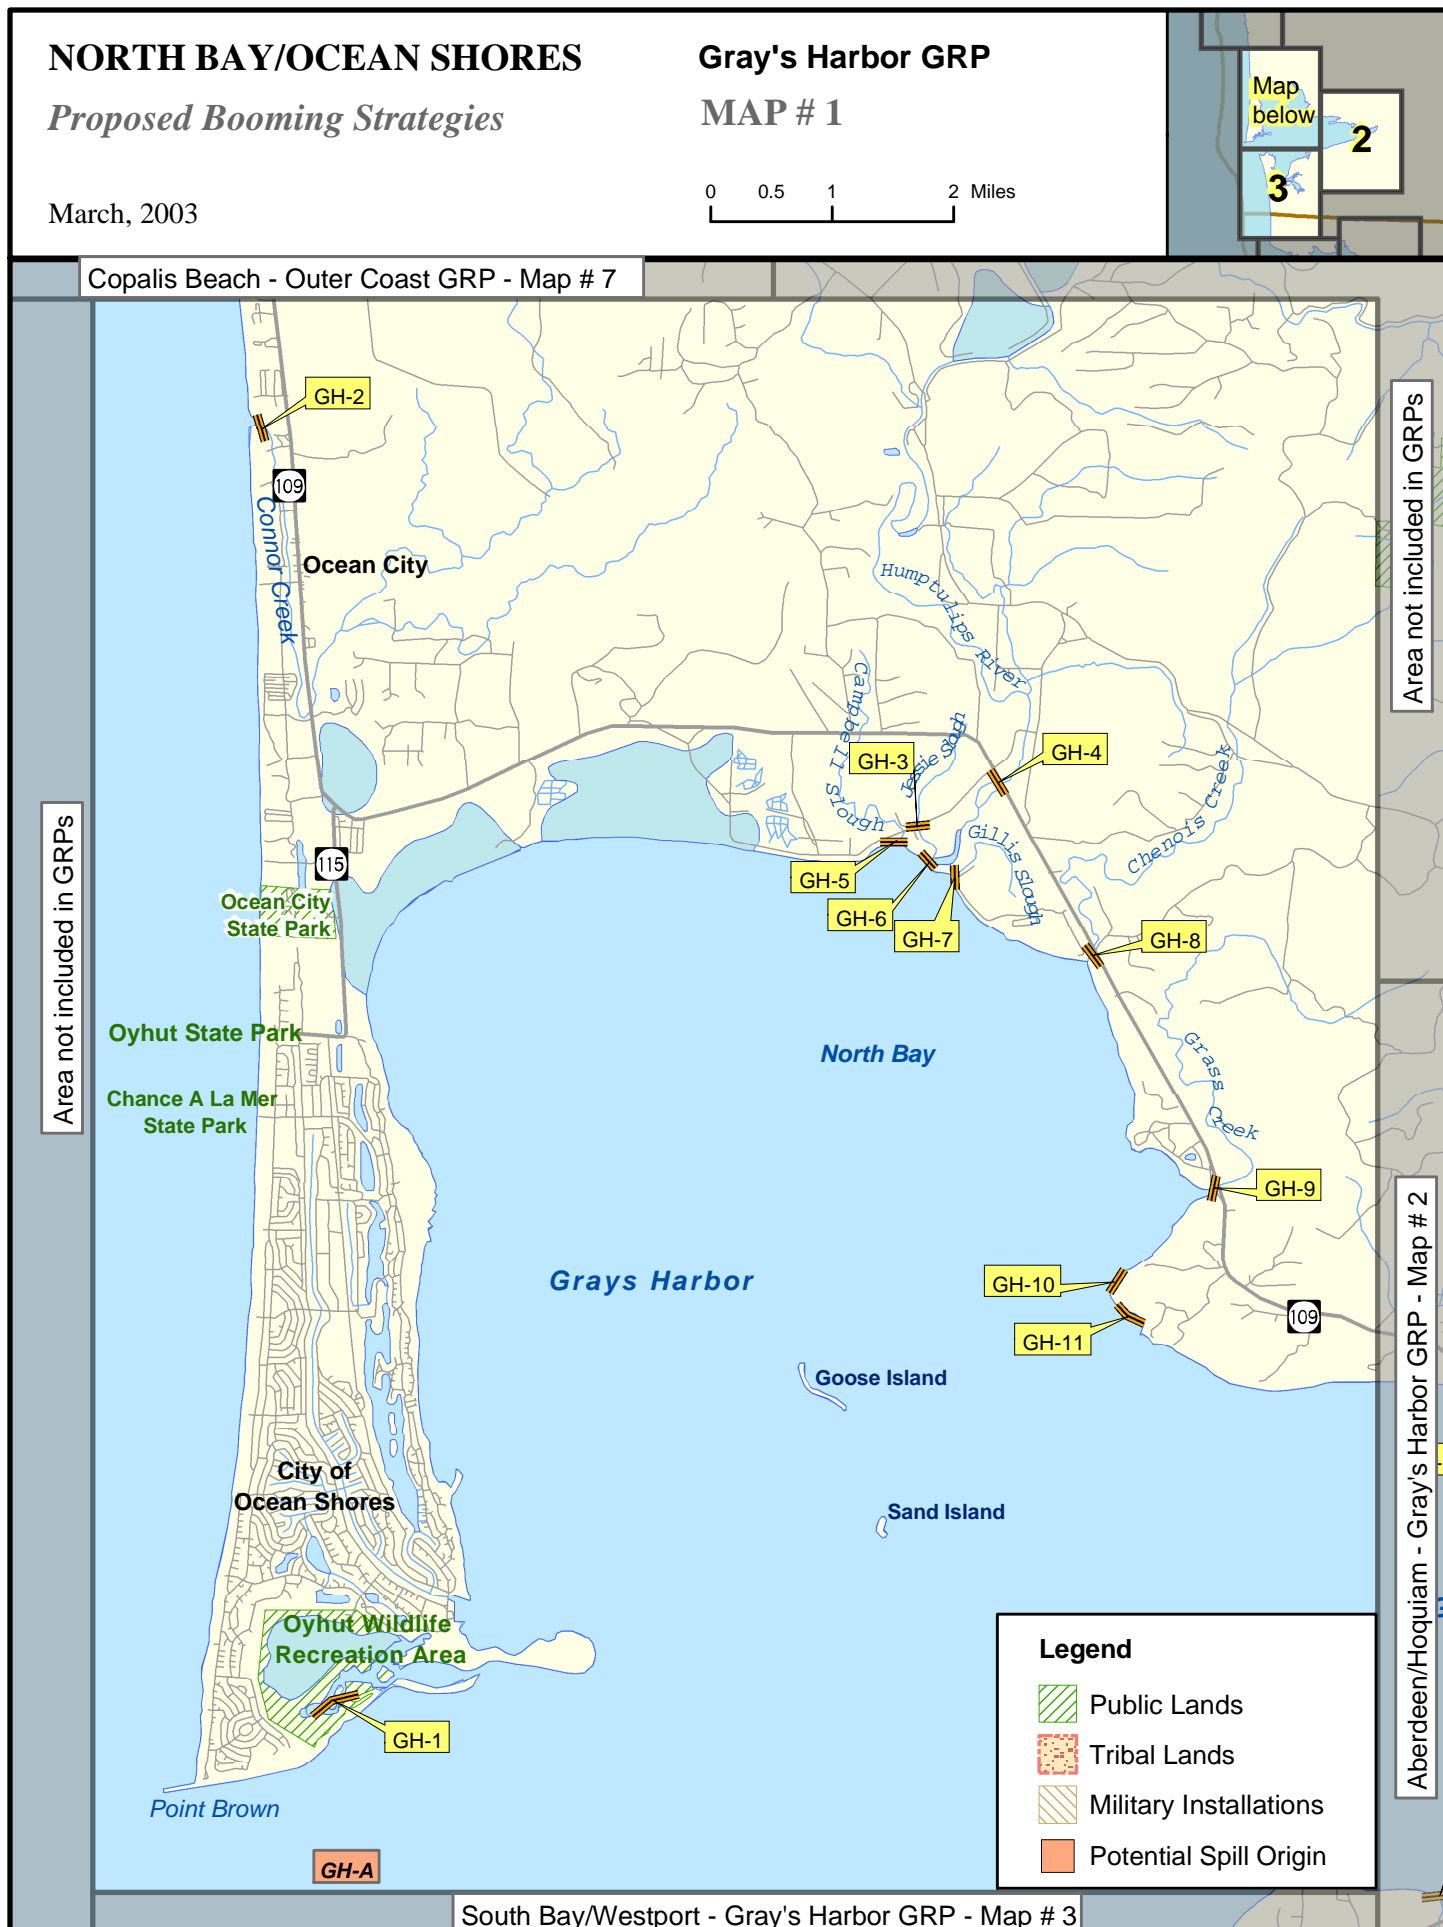 NORTH BAY/OCEAN SHORES
Proposed Booming Strategies
March, 2003
Gray's Harbor GRP
MAP # 1
0 0.5 1 2 Miles
Map
below
2
3
Copalis Beach - Outer Coast GRP - Map # 7
Area not included in GRPs
Area not included in GRPs
Aberdeen/Hoquiam - Gray's Harbor GRP - Map # 2
South Bay/Westport - Gray's Harbor GRP - Map # 3
GH-2
109
Connor Creek
Ocean City
Humptulips River
Campbell Slough
Jessie Slough
GH-3
GH-4
Gillis Slough
Chenois Creek
GH-5
GH-6
GH-7
GH-8
115
Ocean City
State Park
Oyhut State Park
Chance A La Mer
State Park
North Bay
Grass Creek
GH-9
Grays Harbor
GH-10
GH-11
109
Goose Island
Sand Island
City of
Ocean Shores
Oyhut Wildlife
Recreation Area
GH-1
Point Brown
GH-A
Legend
Public Lands
Tribal Lands
Military Installations
Potential Spill Origin